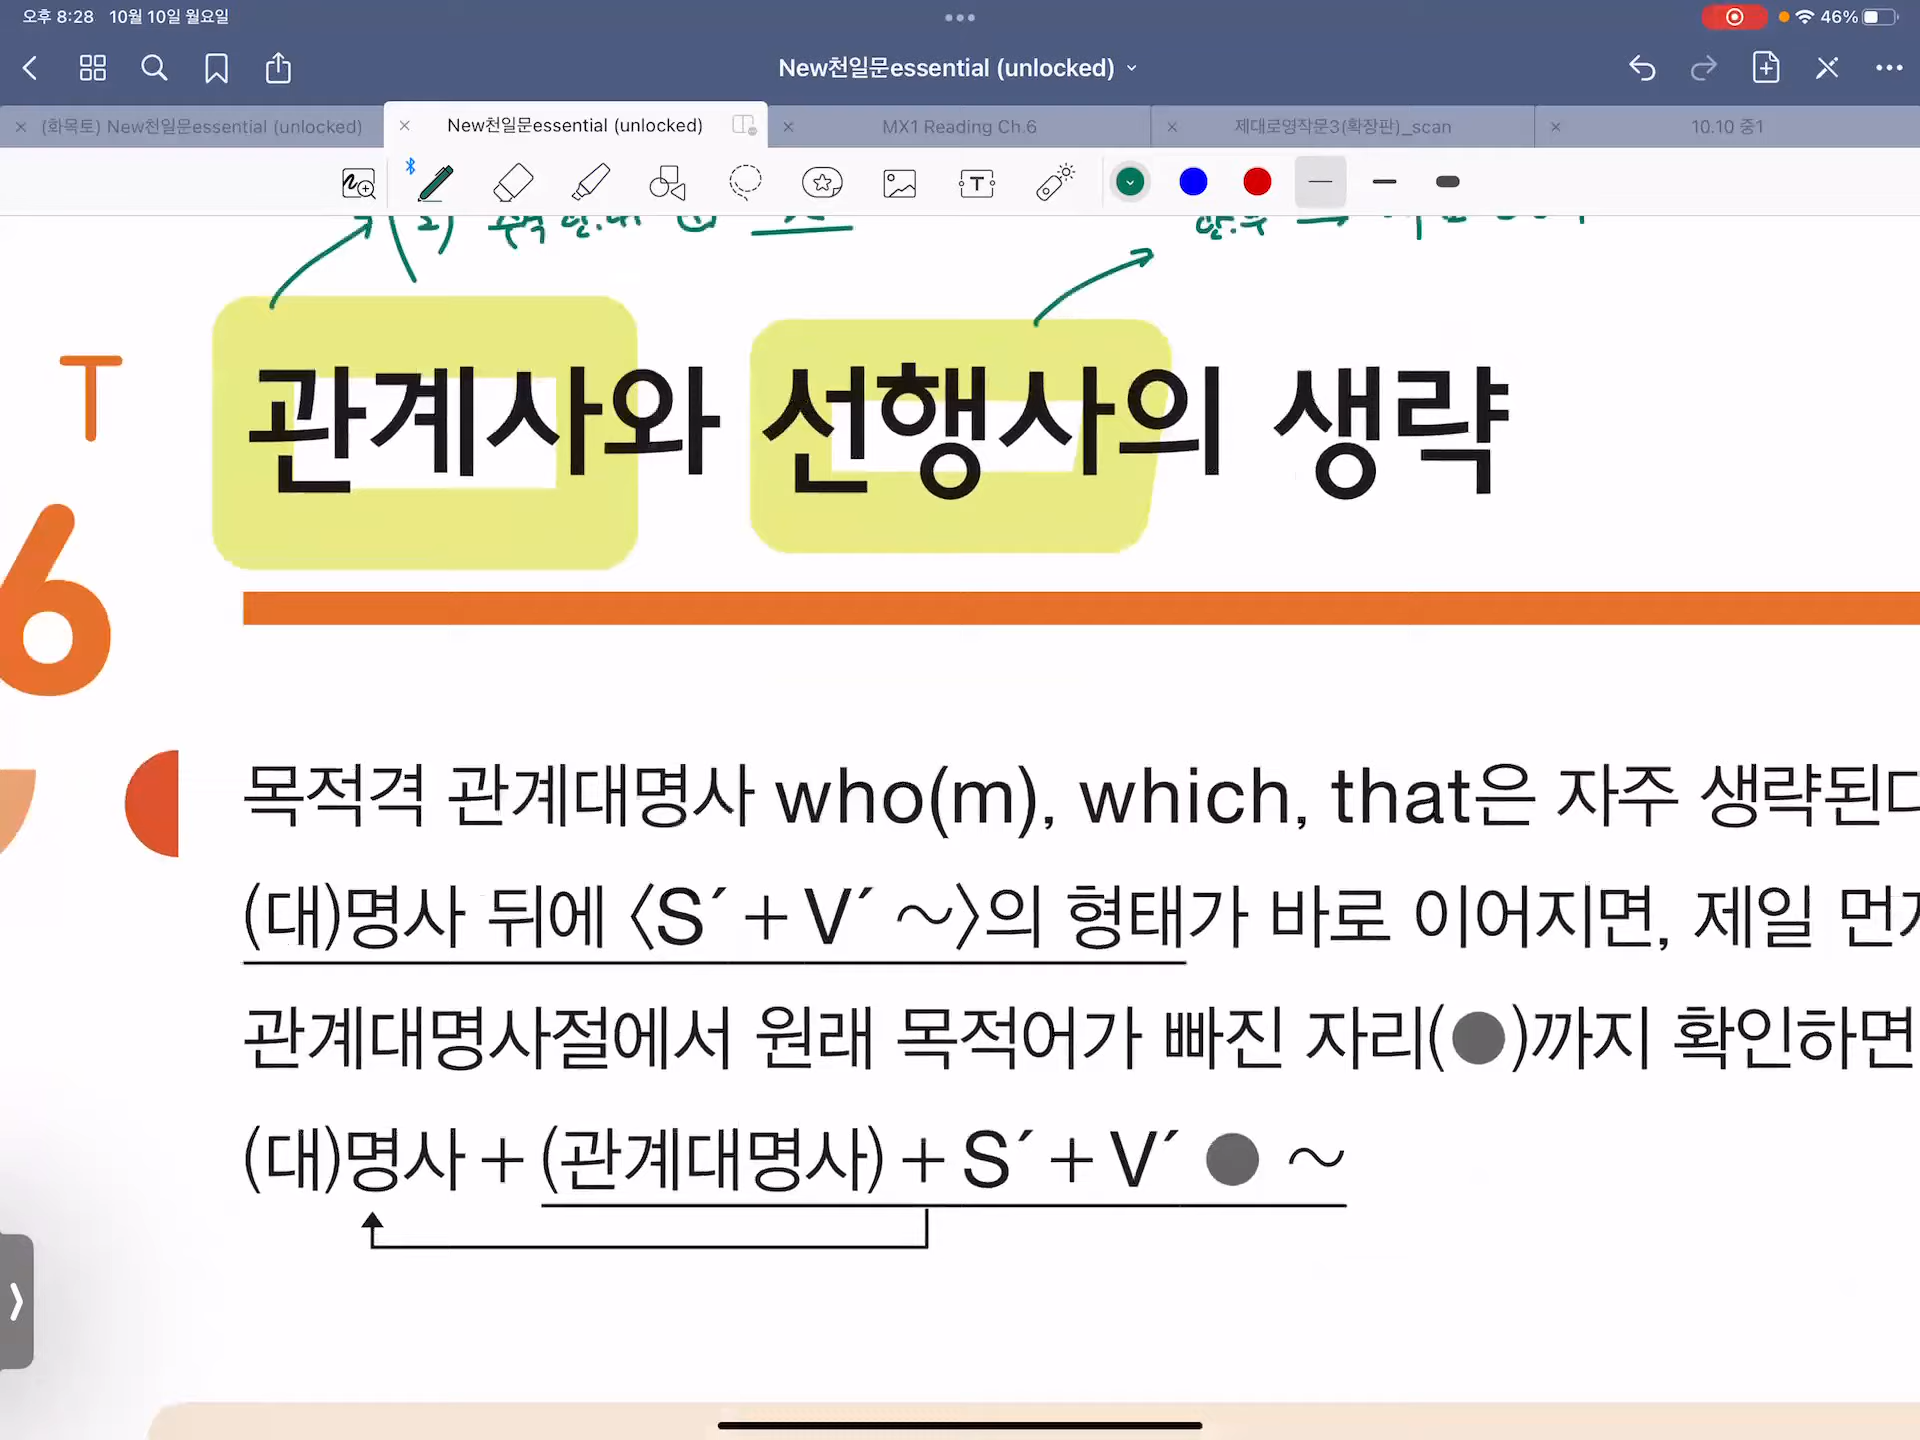 오후 8:28 10월 10일 월요일
46%
New천일문essential (unlocked)
(화목토) New천일문essential (unlocked)
New천일문essential (unlocked)
MX1 Reading Ch.6
제대로영작문3(확장판)_scan
10.10 중1
T
관계사와 선행사의 생략
6
목적격 관계대명사 who(m), which, that은 자주 생략된다
(대)명사 뒤에 〈S´+V´ ~〉의 형태가 바로 이어지면, 제일 먼저
관계대명사절에서 원래 목적어가 빠진 자리(●)까지 확인하면
(대)명사 + (관계대명사) + S´ + V´ ● ~